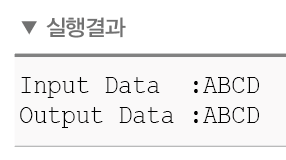 ▼ 실행결과
Input Data  :ABCD
Output Data :ABCD